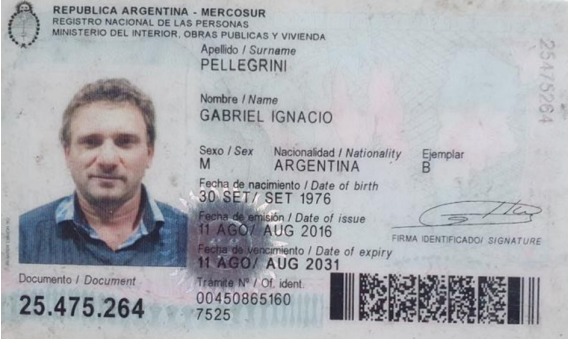 REPUBLICA ARGENTINA - MERCOSUR
REGISTRO NACIONAL DE LAS PERSONAS
MINISTERIO DEL INTERIOR, OBRAS PUBLICAS Y VIVIENDA
Apellido / Surname
PELLEGRINI
Nombre / Name
GABRIEL IGNACIO
Sexo / Sex Nacionalidad / Nationality Ejemplar
M ARGENTINA B
Fecha de nacimiento / Date of birth
30 SET/ SET 1976
Fecha de emisión / Date of issue
11 AGO/ AUG 2016
FIRMA IDENTIFICADO/ SIGNATURE
Fecha de vencimiento / Date of expiry
11 AGO/ AUG 2031
Documento / Document
25.475.264
Trámite Nº / Of. ident.
00450865160
7525
25475264